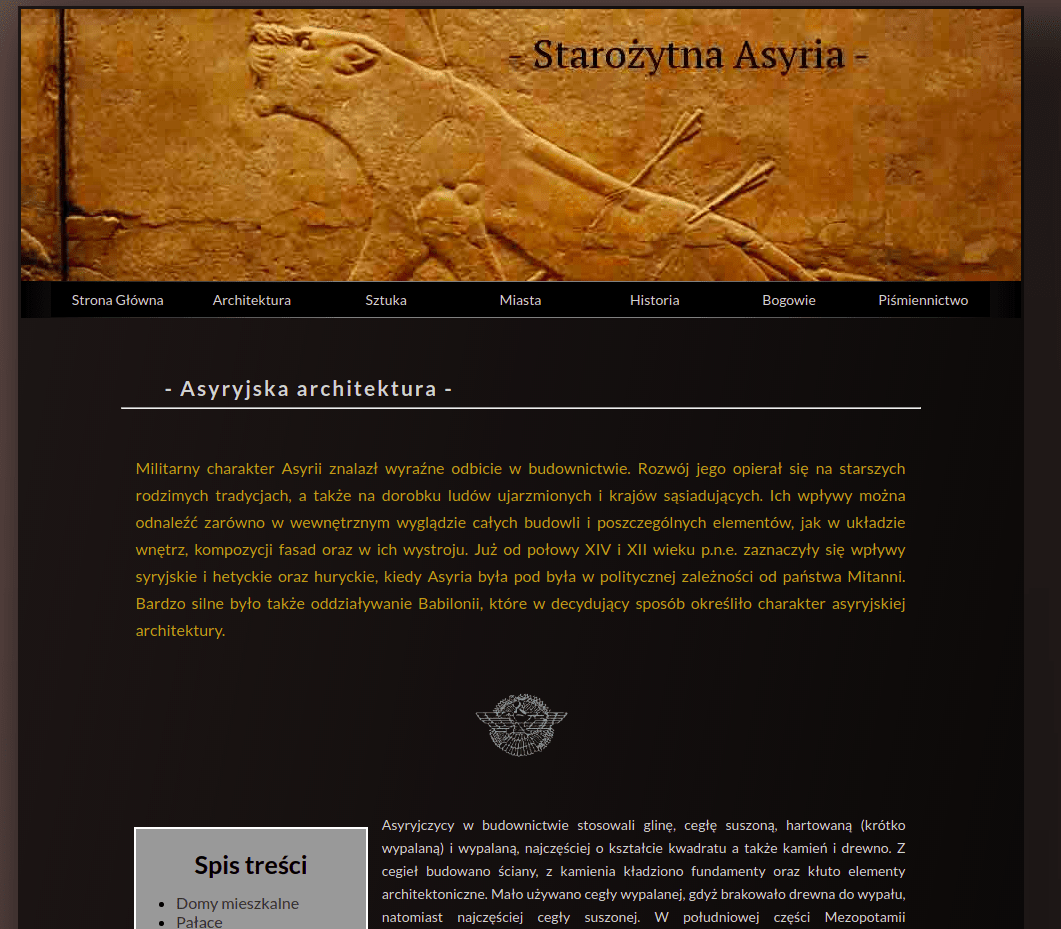 - Starożytna Asyria -
Strona Główna Architektura Sztuka Miasta Historia Bogowie Piśmiennictwo
- Asyryjska architektura -
Militarny charakter Asyrii znalazł wyraźne odbicie w budownictwie. Rozwój jego opierał się na starszych
rodzimych tradycjach, a także na dorobku ludów ujarzmionych i krajów sąsiadujących. Ich wpływy można
odnaleźć zarówno w wewnętrznym wyglądzie całych budowli i poszczególnych elementów, jak w układzie
wnętrz, kompozycji fasad oraz w ich wystroju. Już od połowy XIV i XII wieku p.n.e. zaznaczyły się wpływy
syryjskie i hetyckie oraz huryckie, kiedy Asyria była pod była w politycznej zależności od państwa Mitanni.
Bardzo silne było także oddziaływanie Babilonii, które w decydujący sposób określiło charakter asyryjskiej
architektury.
Spis treści
Domy mieszkalne
Pałace
Asyryjczycy w budownictwie stosowali glinę, cegłę suszoną, hartowaną (krótko
wypalaną) i wypalaną, najczęściej o kształcie kwadratu a także kamień i drewno. Z
cegieł budowano ściany, z kamienia kładziono fundamenty oraz kłuto elementy
architektoniczne. Mało używano cegły wypalanej, gdyż brakowało drewna do wypału,
natomiast najczęściej cegły suszonej. W południowej części Mezopotamii